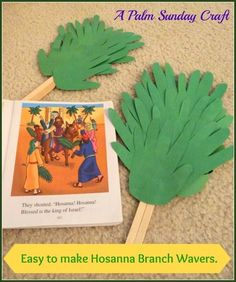 A Palm Sunday Craft
They shouted, "Hosanna! Hosanna!
Blessed is the king of Israel!"
Easy to make Hosanna Branch Wavers.